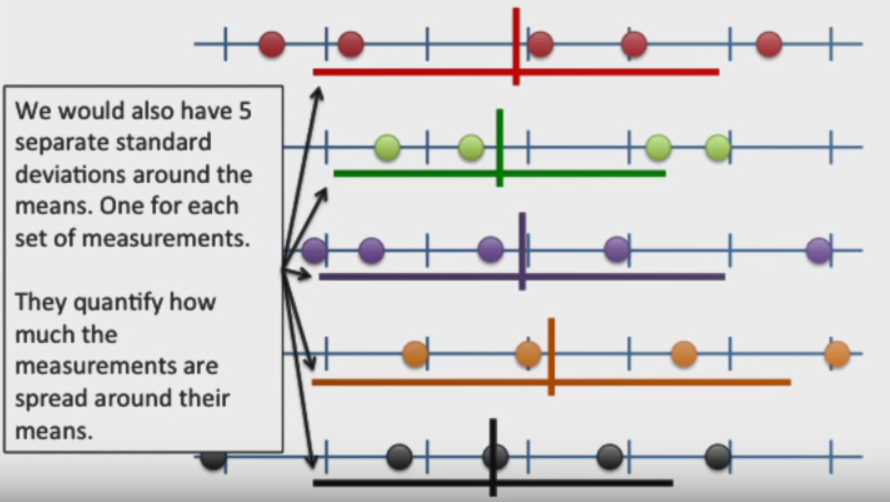 We would also have 5
separate standard
deviations around the
means. One for each
set of measurements.
They quantify how
much the
measurements are
spread around their
means.